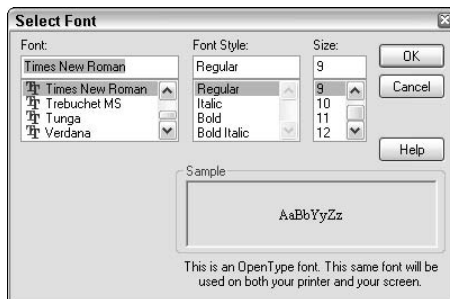 Select Font
Font:
Font Style:
Size:
Times New Roman
Regular
9
OK
Cancel
Help
Times New Roman
Trebuchet MS
Tunga
Verdana
Regular
Italic
Bold
Bold Italic
9
10
11
12
Sample
AaBbYyZz
This is an OpenType font. This same font will be
used on both your printer and your screen.